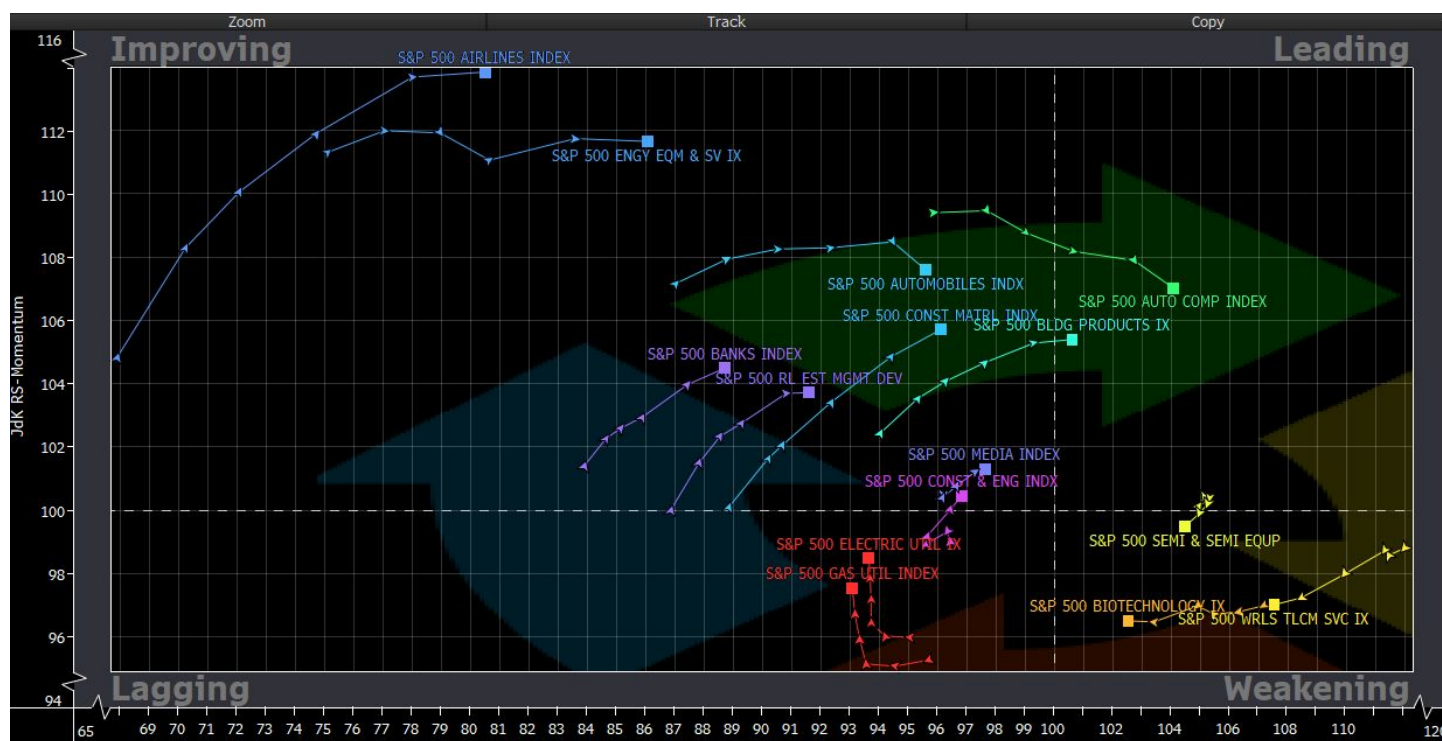 Zoom Track Copy
116
Improving Leading
S&P 500 AIRLINES INDEX
112
S&P 500 ENGY EQM & SV IX
110
108
S&P 500 AUTOMOBILES INDX
S&P 500 AUTO COMP INDEX
106
S&P 500 CONST MATRL INDX
S&P 500 BLDG PRODUCTS IX
JdK RS-Momentum
S&P 500 BANKS INDEX
104
S&P 500 RL EST MGMT DEV
102
S&P 500 MEDIA INDEX
S&P 500 CONST & ENG INDX
100
S&P 500 ELECTRIC UTIL IX
S&P 500 SEMI & SEMI EQUP
98
S&P 500 GAS UTIL INDEX
S&P 500 BIOTECHNOLOGY IX
S&P 500 WRLS TLCM SVC IX
96
Lagging Weakening
94
65 69 70 72 73 75 76 77 78 79 80 81 82 83 85 86 87 88 89 90 92 93 94 95 96 98 99 100 102 104 106 108 110